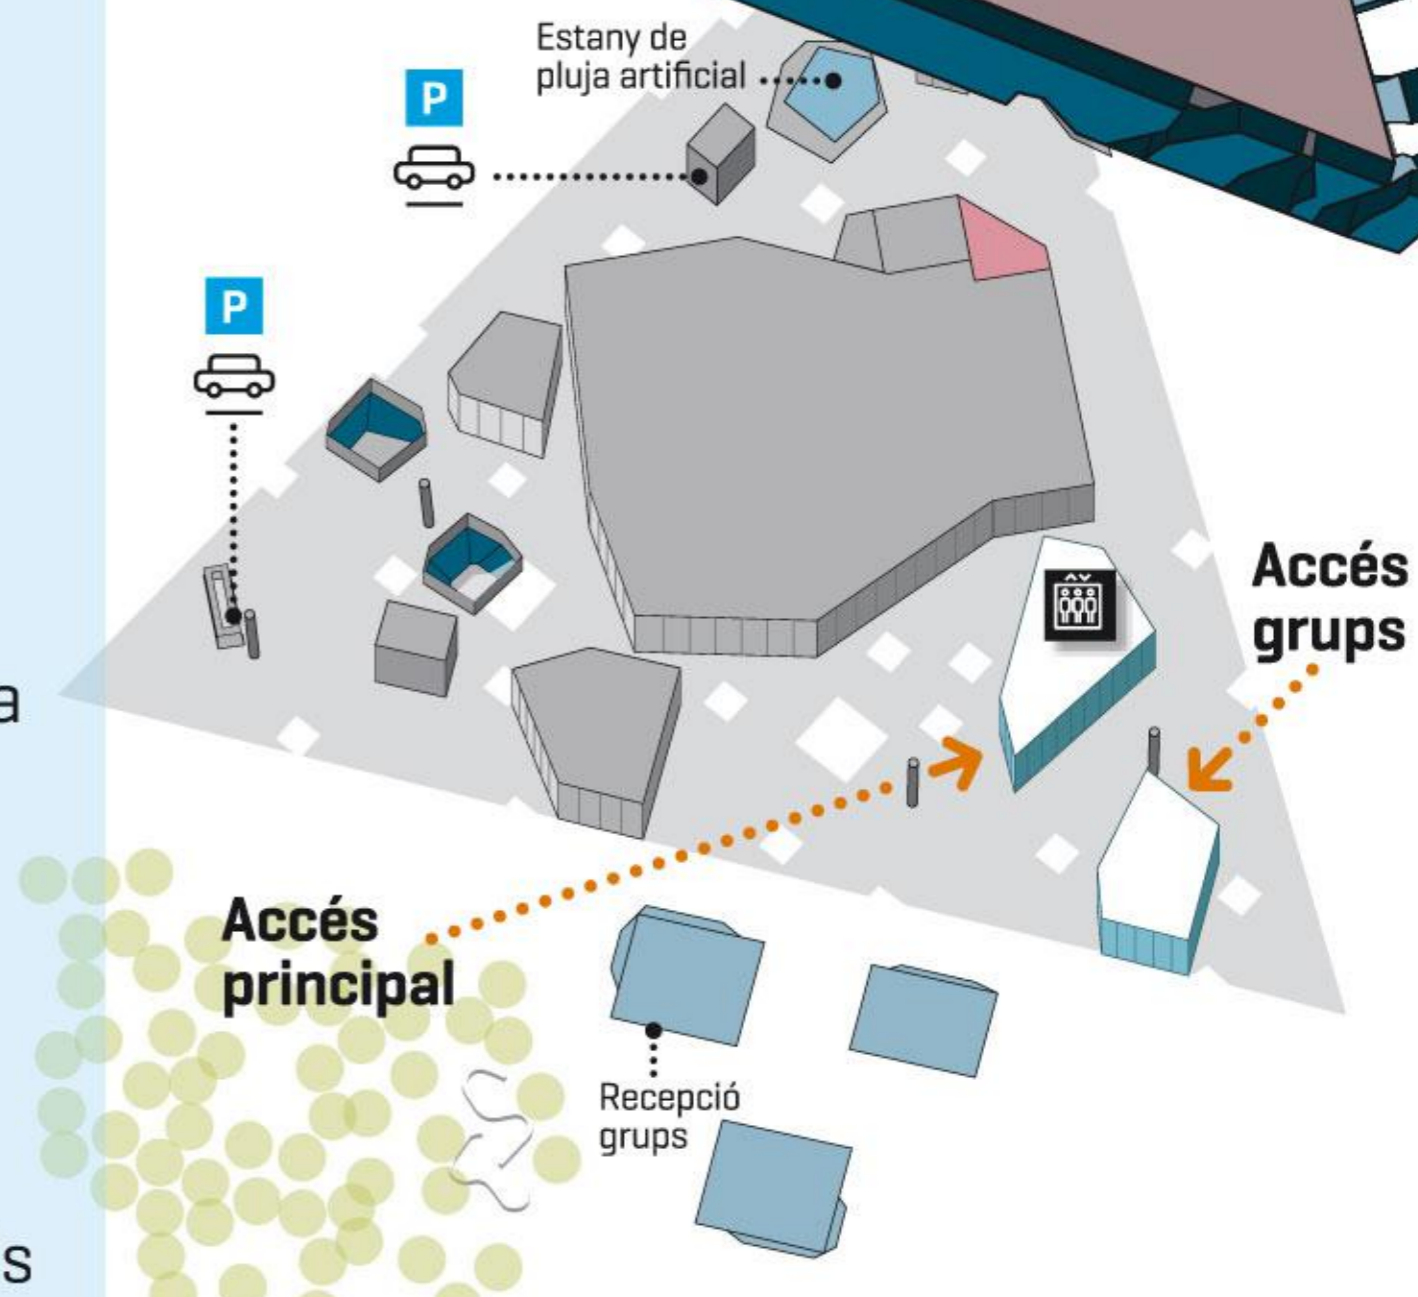 Estany de
pluja artificial
P
P
Accés
grups
a
Accés
principal
Recepció
grups
s